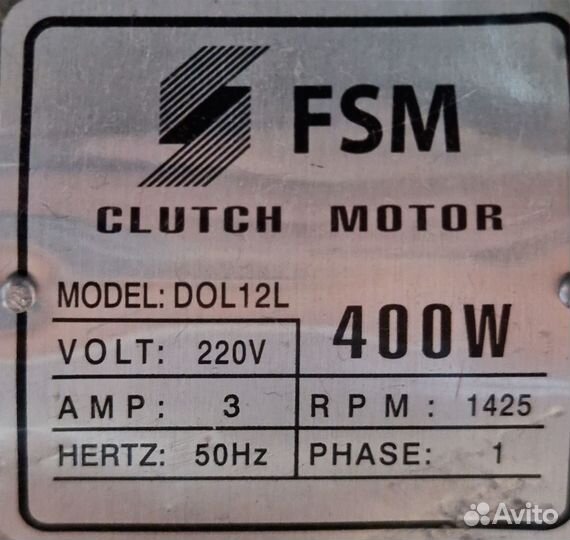 FSM
CLUTCH MOTOR
MODEL: DOL12L
400W
VOLT: 220V
AMP: 3
RPM: 1425
HERTZ: 50Hz
PHASE: 1
Avito